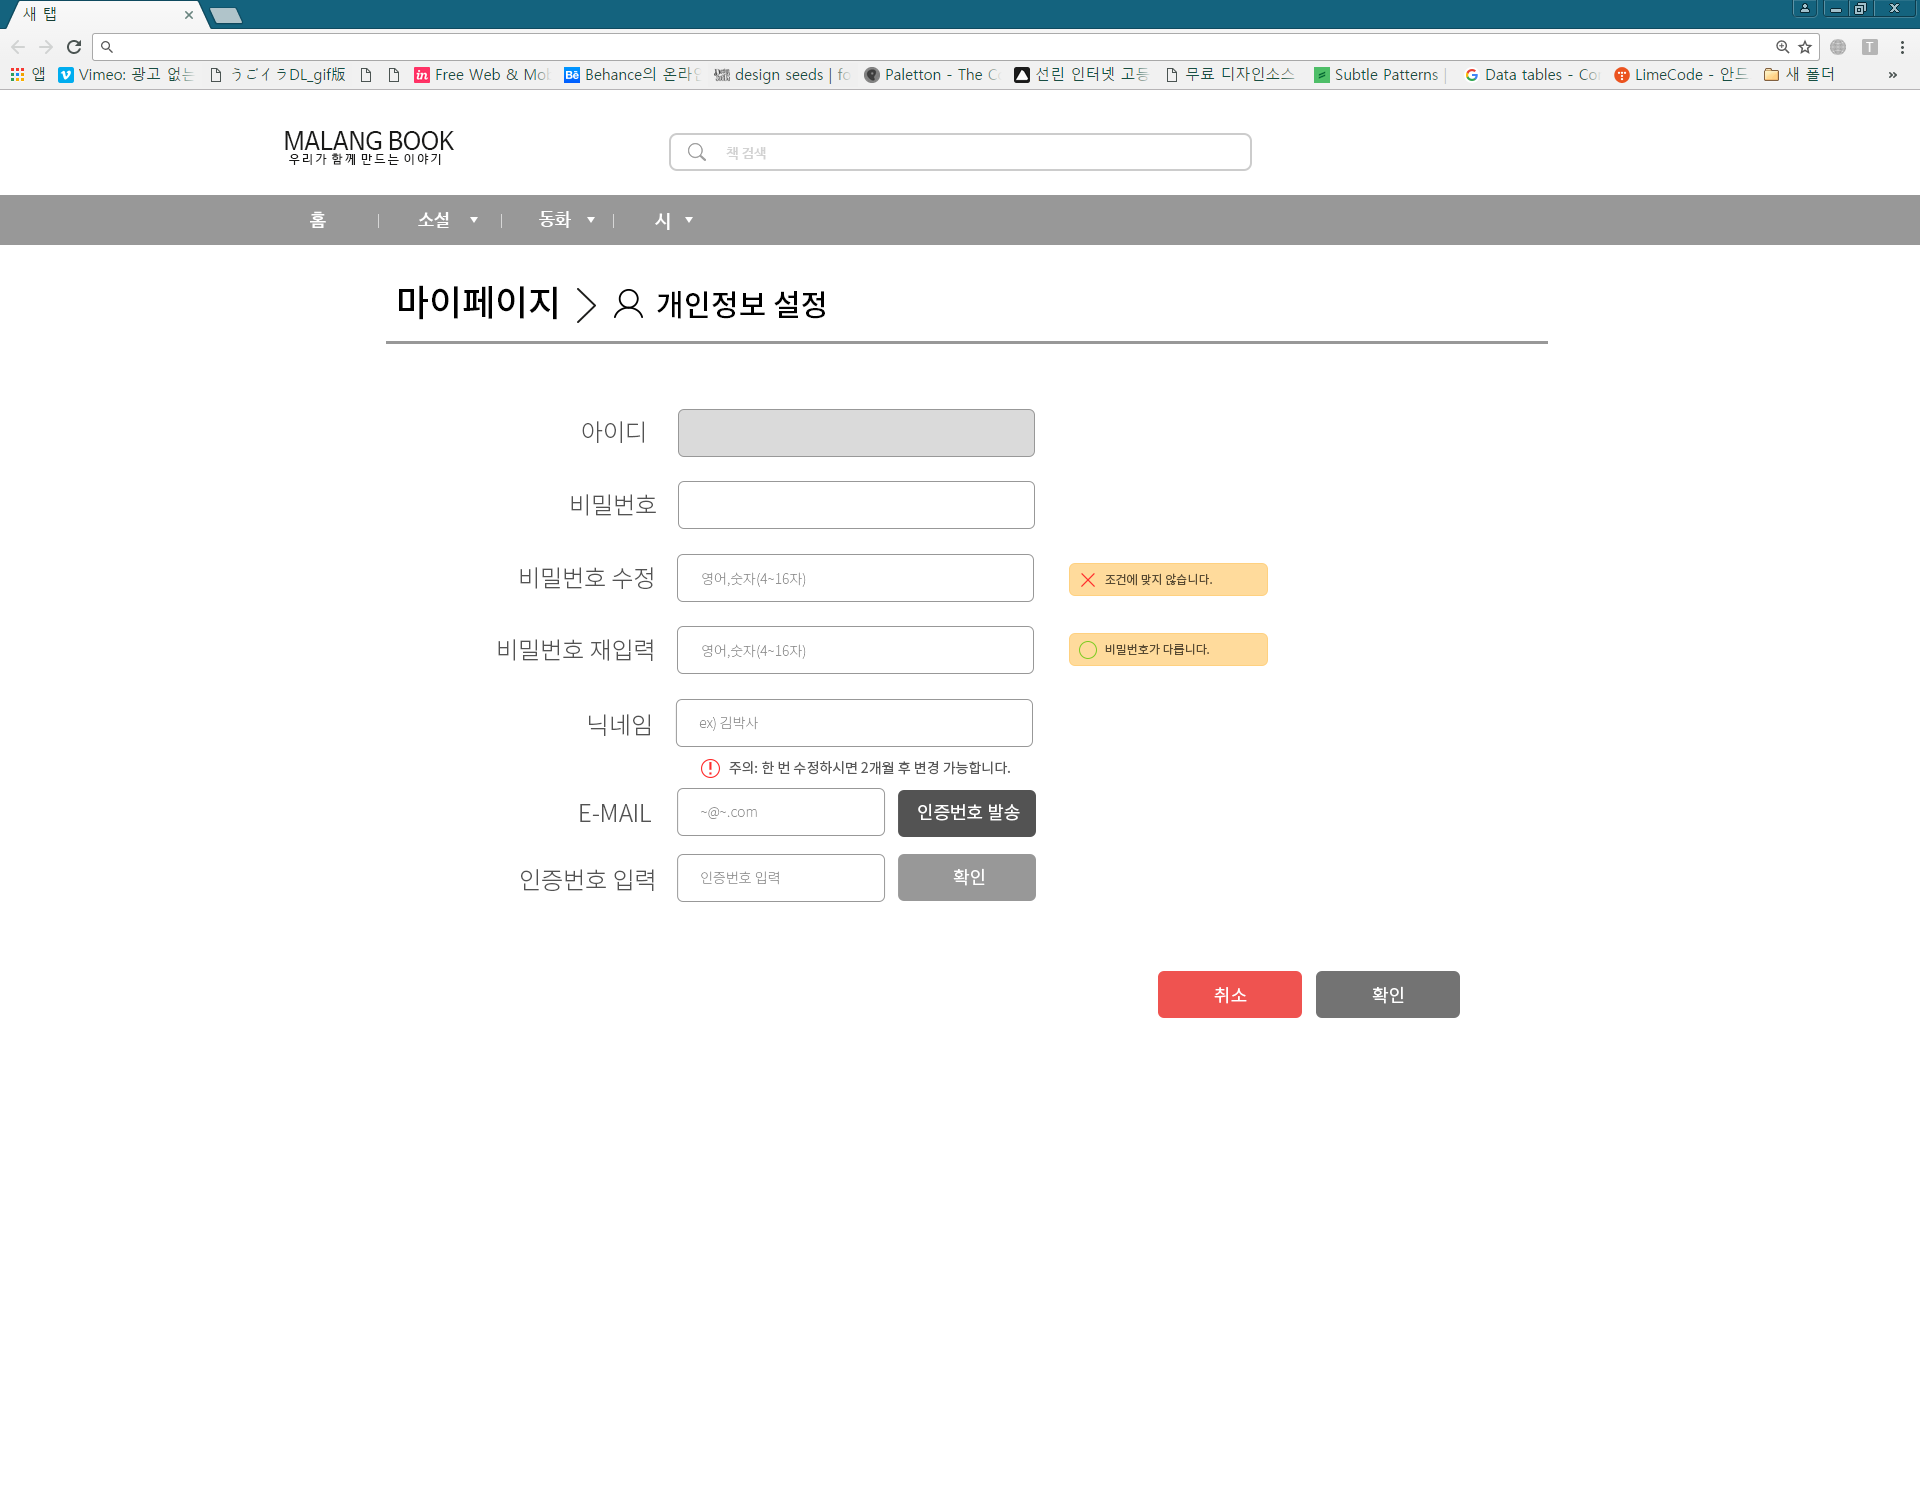 새 탭
앱 Vimeo: 광고 없는 うごイラDL_gif版 Free Web & Mob Behance의 온라인 design seeds | fo Paletton - The Co 선린 인터넷 고등 무료 디자인소스 Subtle Patterns | Data tables - Co LimeCode - 안드 새 폴더 »
MALANG BOOK
우리가 함께 만드는 이야기
책 검색
홈 소설 동화 시
마이페이지 > 개인정보 설정
아이디
비밀번호
비밀번호 수정 영어,숫자(4~16자) 조건에 맞지 않습니다.
비밀번호 재입력 영어,숫자(4~16자) 비밀번호가 다릅니다.
닉네임 ex) 김박사
주의: 한 번 수정하시면 2개월 후 변경 가능합니다.
E-MAIL ~@~.com 인증번호 발송
인증번호 입력 인증번호 입력 확인
취소 확인